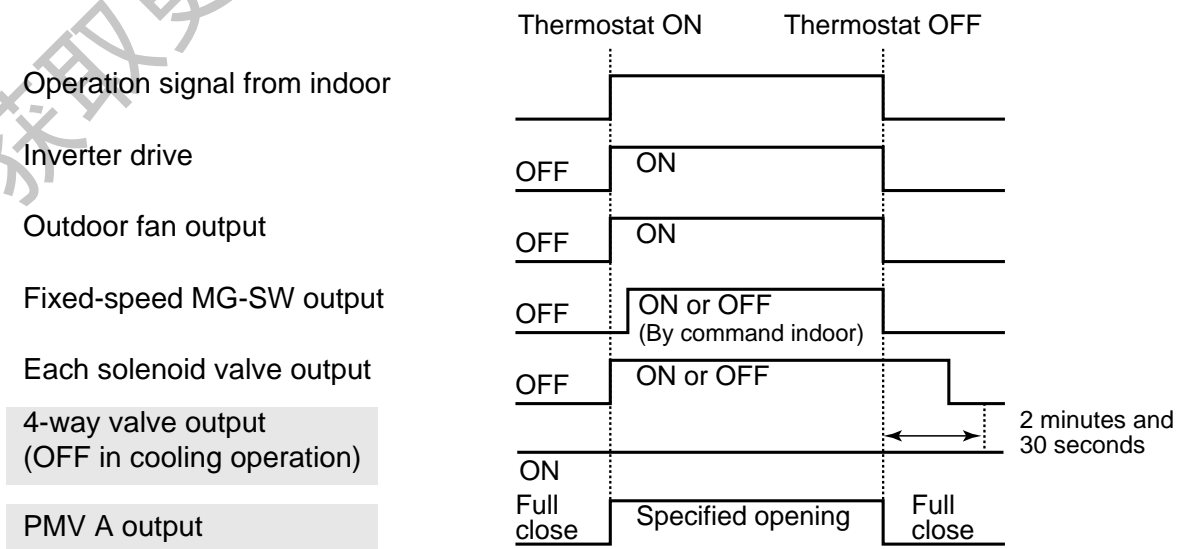 Thermostat ON Thermostat OFF
Operation signal from indoor
Inverter drive
OFF ON
Outdoor fan output
OFF ON
Fixed-speed MG-SW output
OFF ON or OFF
(By command indoor)
Each solenoid valve output
OFF ON or OFF
4-way valve output
(OFF in cooling operation)
2 minutes and
30 seconds
ON
PMV A output
Full
close
Specified opening
Full
close
获取